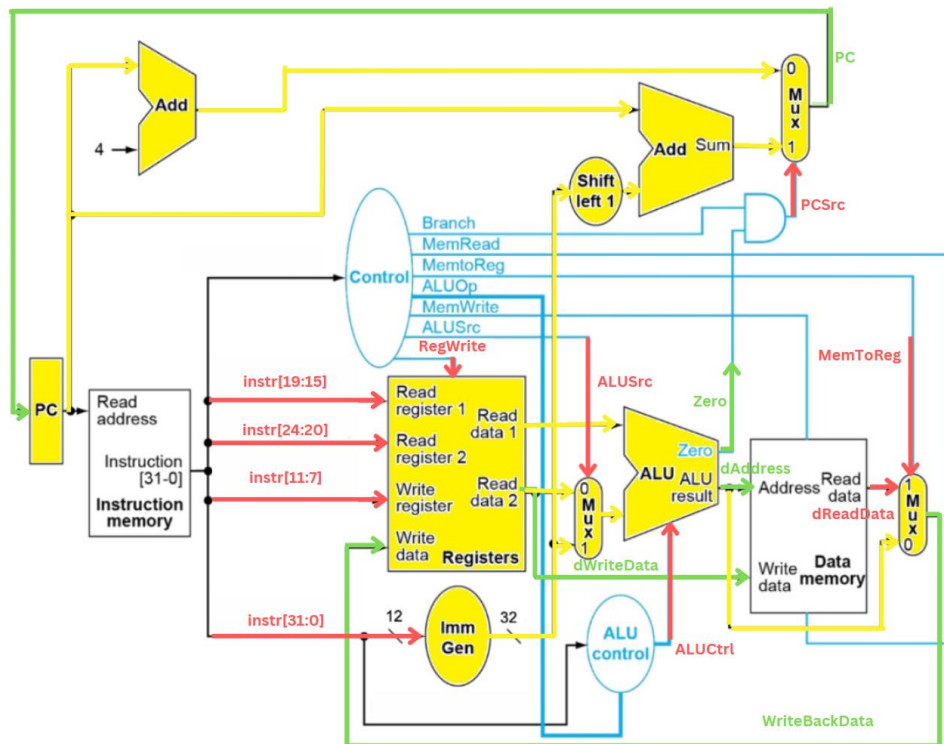 PC
Add
4
0
Mux
1
Add Sum
Shift
left 1
PCSrc
Branch
MemRead
MemtoReg
ALUOp
MemWrite
ALUSrc
RegWrite
Control
MemToReg
ALUSrc
PC
Read
address
Instruction
[31-0]
Instruction
memory
instr[19:15]
instr[24:20]
instr[11:7]
instr[31:0]
Read
register 1
Read
register 2
Write
register
Write
data
Read
data 1
Read
data 2
Registers
0
Mux
1
Zero
Zero
ALU
ALU
result
dAddress
Address
Read
data
dReadData
Write
data
Data
memory
1
Mux
0
dWriteData
12
Imm
Gen
32
ALU
control
ALUCtrl
WriteBackData